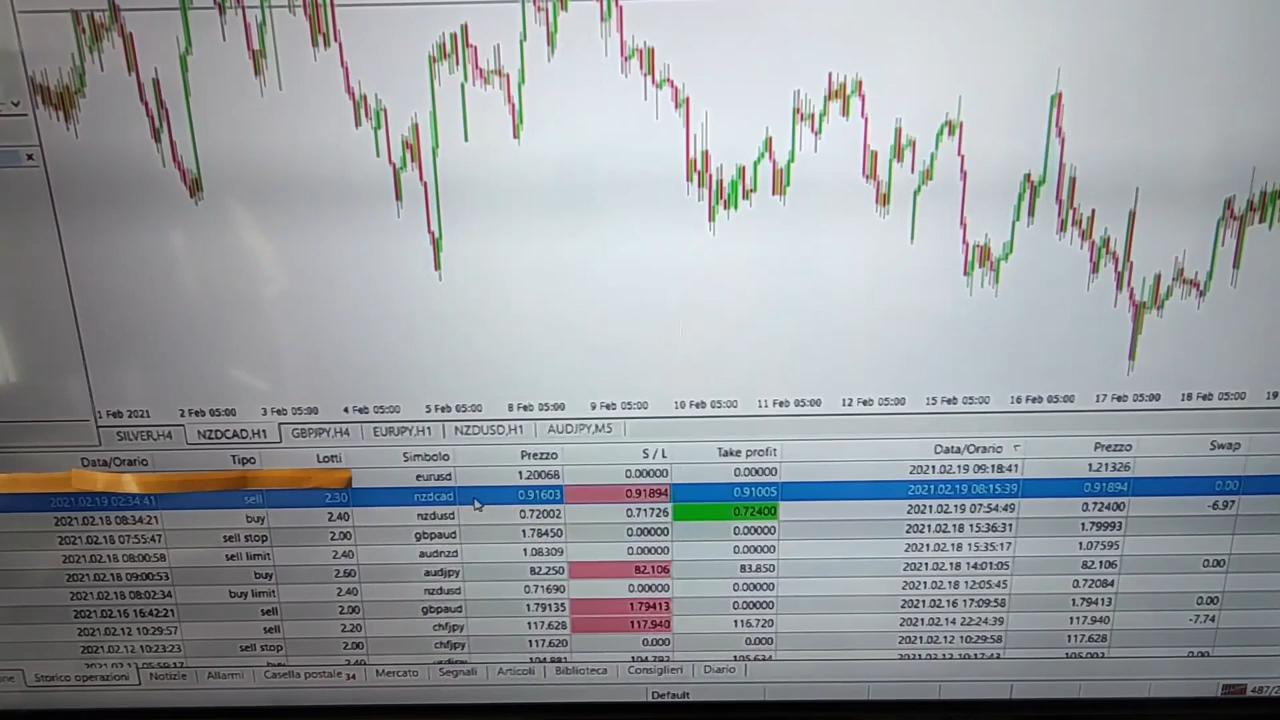 1 Feb 2021 2 Feb 05:00 3 Feb 05:00 4 Feb 05:00 5 Feb 05:00 8 Feb 05:00 9 Feb 05:00 10 Feb 05:00 11 Feb 05:00 12 Feb 05:00 15 Feb 05:00 16 Feb 05:00 17 Feb 05:00 18 Feb 05:00 19
SILVER,H4 NZDCAD,H1 GBPJPY,H4 EURJPY,H1 NZDUSD,H1 AUDJPY,M5
Data/Orario Tipo Lotti Simbolo Prezzo S / L Take profit Data/Orario Prezzo Swap
eurusd 1.20068 0.00000 0.00000 2021.02.19 09:18:41 1.21326
2021.02.19 02:34:41 sell 2.30 nzdcad 0.91603 0.91894 0.91005 2021.02.19 08:15:39 0.91894 0.00
2021.02.18 08:34:21 buy 2.40 nzdusd 0.72002 0.71726 0.72400 2021.02.19 07:54:49 0.72400 -6.97
2021.02.18 07:55:47 sell stop 2.00 gbpaud 1.78450 0.00000 0.00000 2021.02.18 15:36:31 1.79993
2021.02.18 08:00:58 sell limit 2.40 audnzd 1.08309 0.00000 0.00000 2021.02.18 15:35:17 1.07595
2021.02.18 09:00:53 buy 2.60 audjpy 82.250 82.106 83.850 2021.02.18 14:01:05 82.106 0.00
2021.02.18 08:02:34 buy limit 2.40 nzdusd 0.71690 0.00000 0.00000 2021.02.18 12:05:45 0.72084
2021.02.16 16:42:21 sell 2.00 gbpaud 1.79135 1.79413 0.00000 2021.02.16 17:09:58 1.79413 0.00
2021.02.12 10:29:57 sell 2.20 chfjpy 117.628 117.940 116.720 2021.02.14 22:24:39 117.940 -7.74
2021.02.12 10:23:23 sell stop 2.00 chfjpy 117.620 0.000 0.000 2021.02.12 10:29:58 117.628
Storico operazioni Notizie Allarmi Casella postale 34 Mercato Segnali Articoli Biblioteca Consiglieri Diario
Default